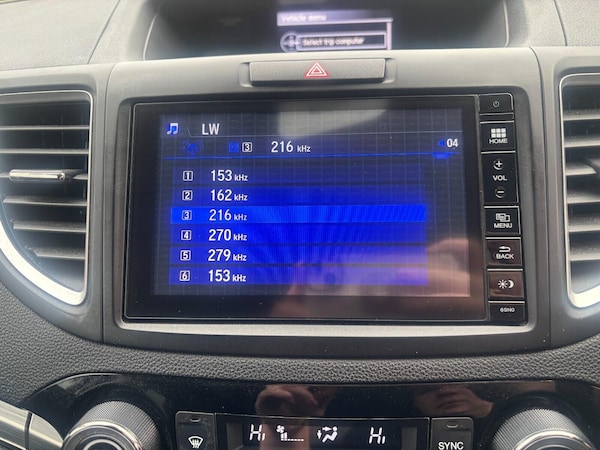 Vehicle menu
Select trip computer
LW
3 216 kHz 04
1 153 kHz
2 162 kHz
3 216 kHz
4 270 kHz
5 279 kHz
6 153 kHz
HOME
+
VOL
−
MENU
BACK
6SN0
HI HI
SYNC